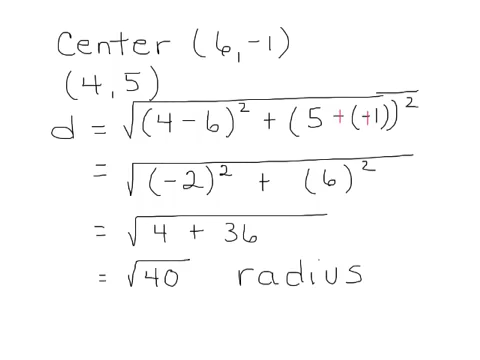 Center (6,-1)
(4,5)
d = √(4-6)² + (5+(+1))²
= √(-2)² + (6)²
= √4 + 36
= √40 radius